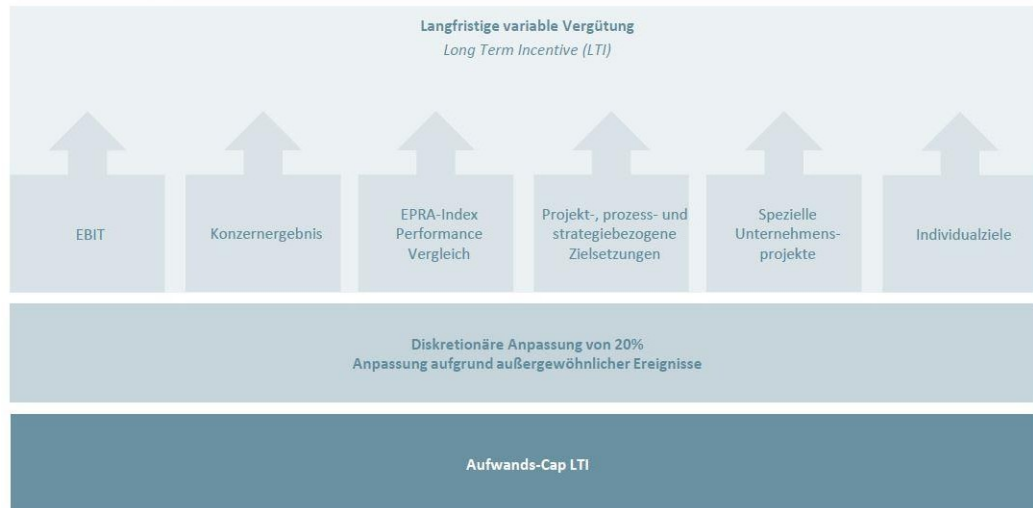 Langfristige variable Vergütung
Long Term Incentive (LTI)
EBIT
Konzernergebnis
EPRA-Index
Performance
Vergleich
Projekt-, prozess- und
strategiebezogene
Zielsetzungen
Spezielle
Unternehmens-
projekte
Individualziele
Diskretionäre Anpassung von 20%
Anpassung aufgrund außergewöhnlicher Ereignisse
Aufwands-Cap LTI